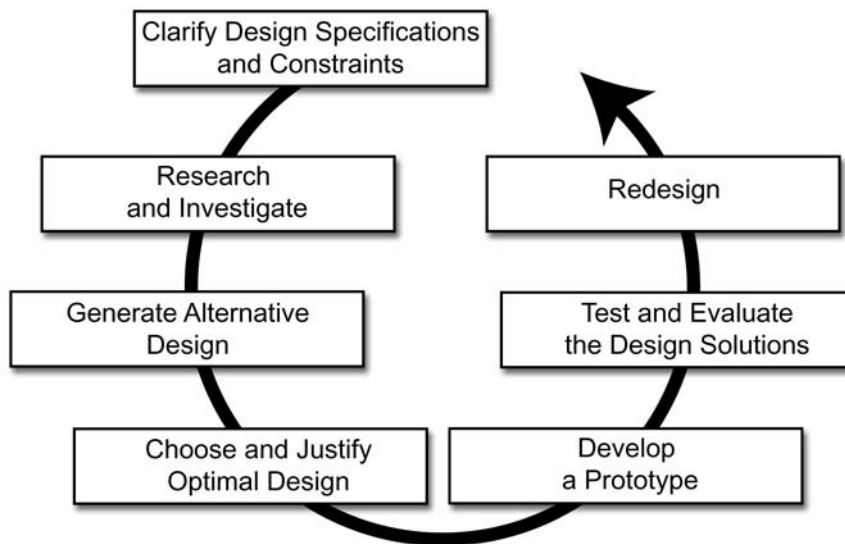 Clarify Design Specifications
and Constraints
Research
and Investigate
Generate Alternative
Design
Choose and Justify
Optimal Design
Develop
a Prototype
Test and Evaluate
the Design Solutions
Redesign